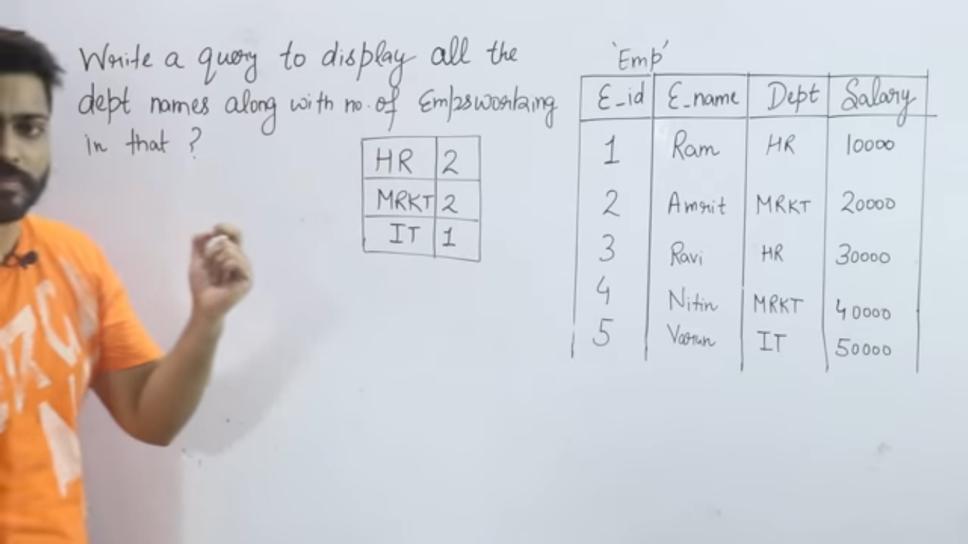 Write a query to display all the
dept names along with no. of Emps working
in that ?
HR 2
MRKT 2
IT 1
'Emp'
E_id E_name Dept Salary
1 Ram HR 10000
2 Amrit MRKT 20000
3 Ravi HR 30000
4 Nitin MRKT 40000
5 Varun IT 50000